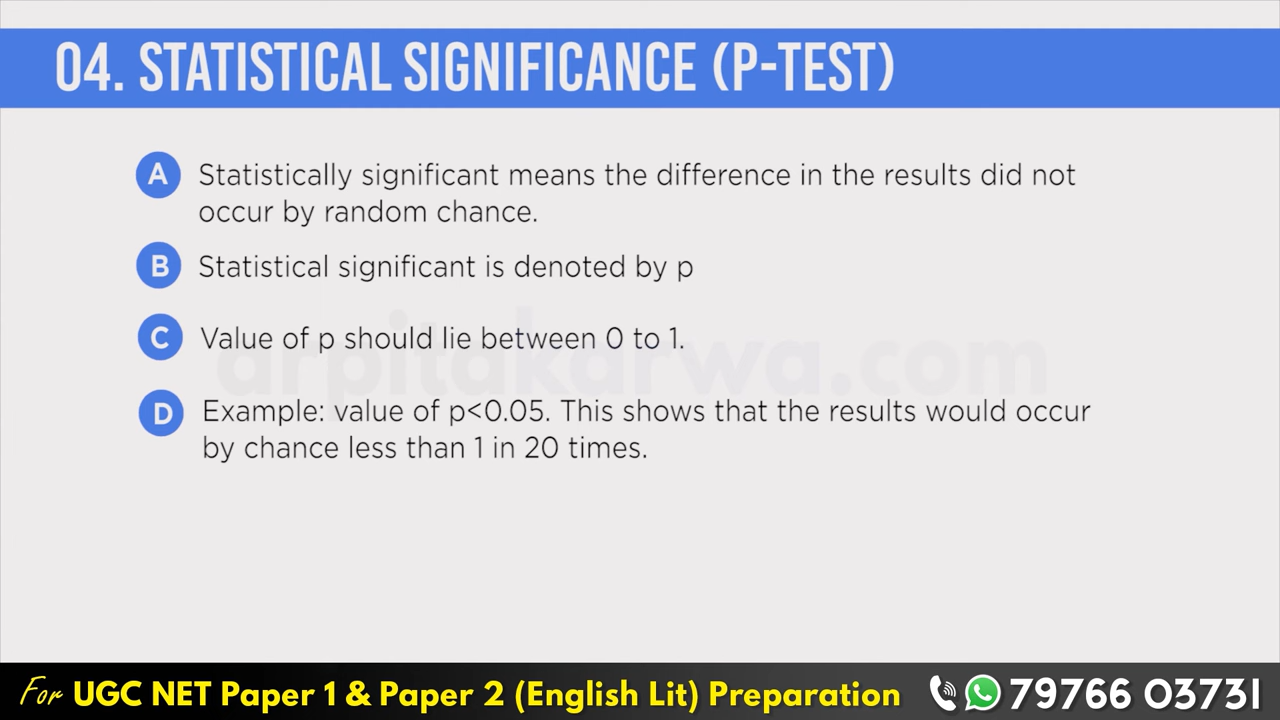 04. STATISTICAL SIGNIFICANCE (P-TEST)
A Statistically significant means the difference in the results did not
occur by random chance.
B Statistical significant is denoted by p
C Value of p should lie between 0 to 1.
arpitakarwa.com
D Example: value of p<0.05. This shows that the results would occur
by chance less than 1 in 20 times.
For UGC NET Paper 1 & Paper 2 (English Lit) Preparation 79766 03731